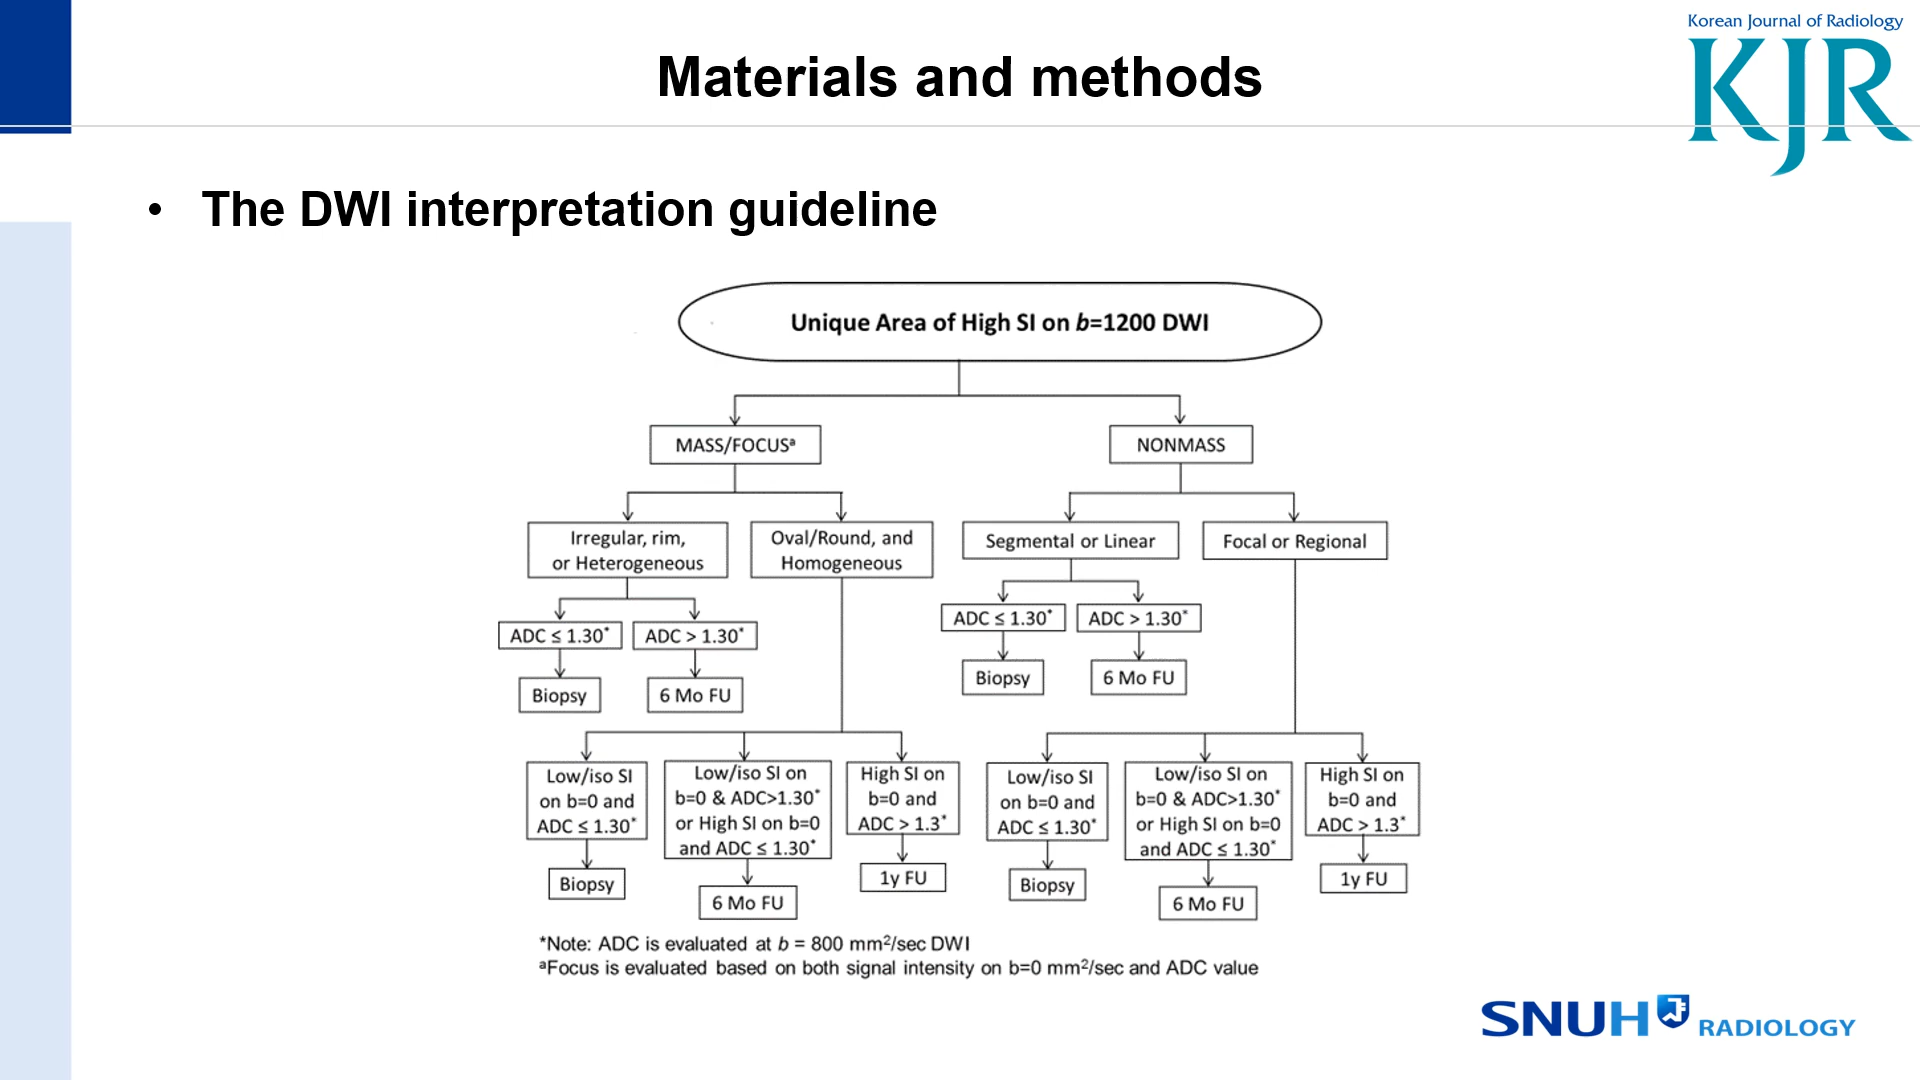 Korean Journal of Radiology
KJR
Materials and methods
• The DWI interpretation guideline
Unique Area of High SI on b=1200 DWI
MASS/FOCUSᵃ
NONMASS
Irregular, rim,
or Heterogeneous
Oval/Round, and
Homogeneous
Segmental or Linear
Focal or Regional
ADC ≤ 1.30*
ADC > 1.30*
ADC ≤ 1.30*
ADC > 1.30*
Biopsy
6 Mo FU
Biopsy
6 Mo FU
Low/iso SI
on b=0 and
ADC ≤ 1.30*
Low/iso SI on
b=0 & ADC>1.30*
or High SI on b=0
and ADC ≤ 1.30*
High SI on
b=0 and
ADC > 1.3*
Low/iso SI
on b=0 and
ADC ≤ 1.30*
Low/iso SI on
b=0 & ADC>1.30*
or High SI on b=0
and ADC ≤ 1.30*
High SI on
b=0 and
ADC > 1.3*
Biopsy
6 Mo FU
1y FU
Biopsy
6 Mo FU
1y FU
*Note: ADC is evaluated at b = 800 mm²/sec DWI
ᵃFocus is evaluated based on both signal intensity on b=0 mm²/sec and ADC value
SNUH RADIOLOGY